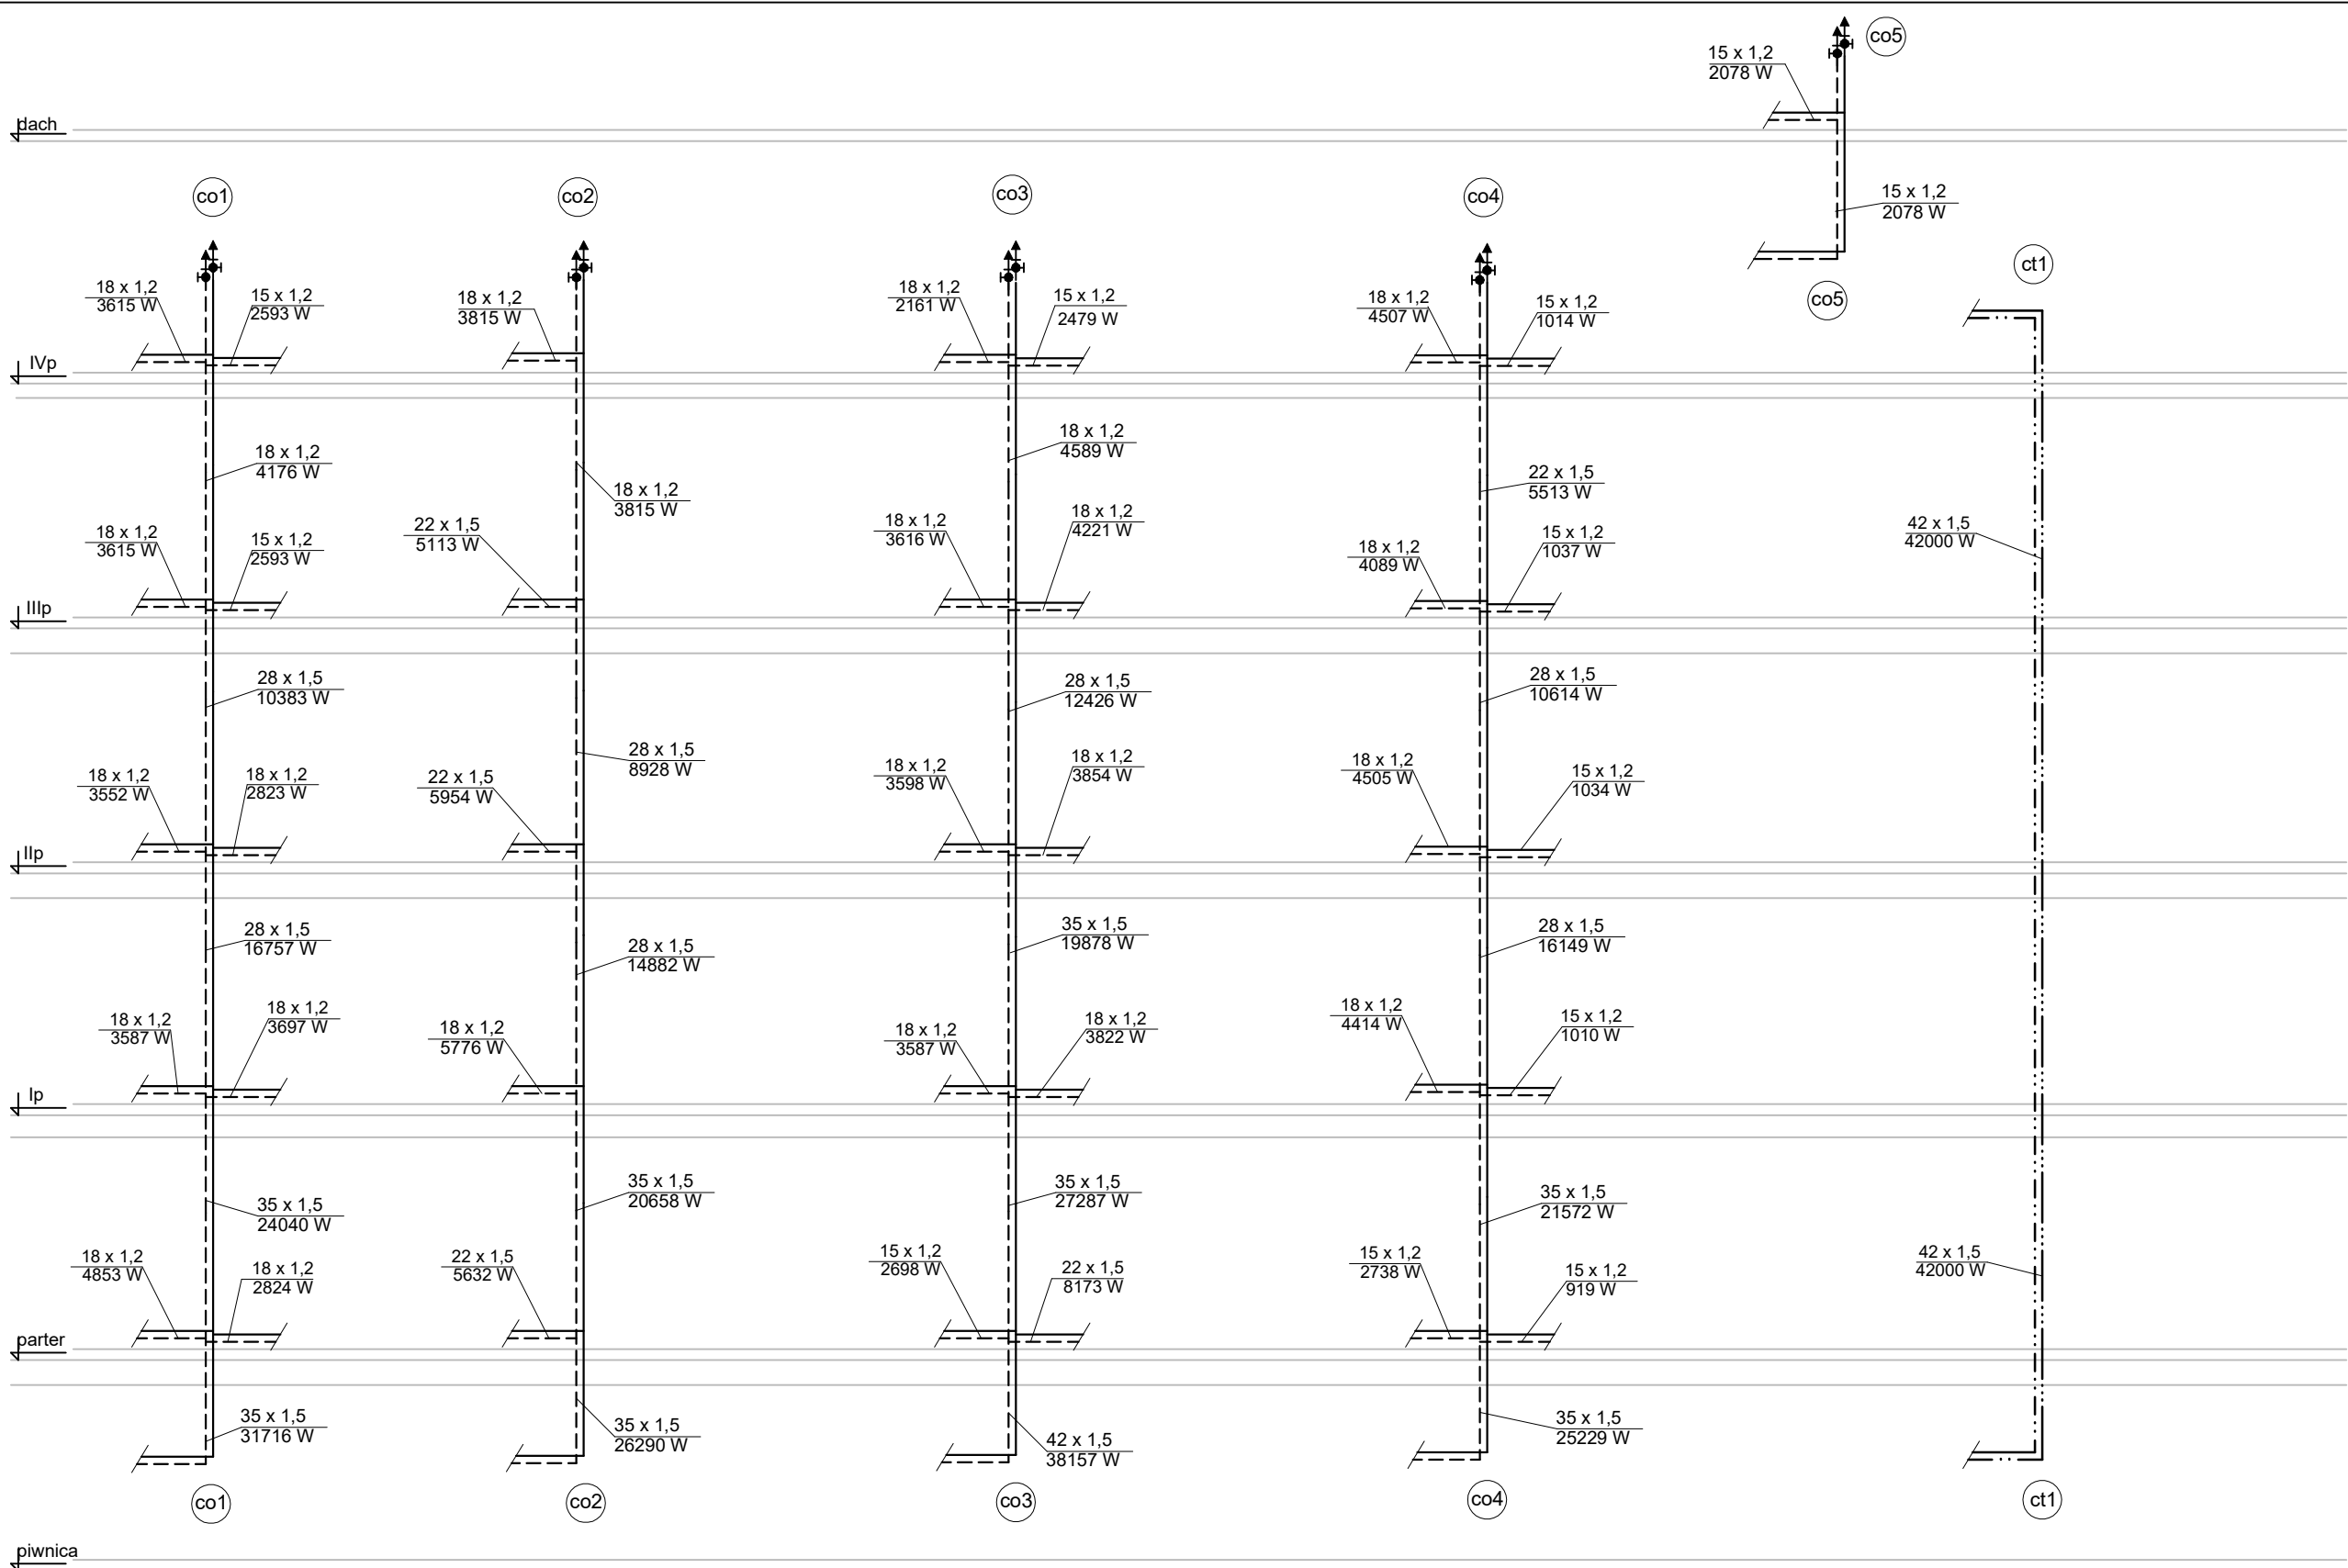 co5
15 x 1,2
2078 W
dach
co1
co2
co3
co4
15 x 1,2
2078 W
ct1
co5
18 x 1,2
3615 W
15 x 1,2
2593 W
18 x 1,2
3815 W
18 x 1,2
2161 W
15 x 1,2
2479 W
18 x 1,2
4507 W
15 x 1,2
1014 W
IVp
18 x 1,2
4176 W
18 x 1,2
3815 W
18 x 1,2
4589 W
22 x 1,5
5513 W
18 x 1,2
3615 W
15 x 1,2
2593 W
22 x 1,5
5113 W
18 x 1,2
3616 W
18 x 1,2
4221 W
18 x 1,2
4089 W
15 x 1,2
1037 W
42 x 1,5
42000 W
IIIp
28 x 1,5
10383 W
28 x 1,5
8928 W
28 x 1,5
12426 W
28 x 1,5
10614 W
18 x 1,2
3552 W
18 x 1,2
2823 W
22 x 1,5
5954 W
18 x 1,2
3598 W
18 x 1,2
3854 W
18 x 1,2
4505 W
15 x 1,2
1034 W
IIp
28 x 1,5
16757 W
28 x 1,5
14882 W
35 x 1,5
19878 W
28 x 1,5
16149 W
18 x 1,2
3587 W
18 x 1,2
3697 W
18 x 1,2
5776 W
18 x 1,2
3587 W
18 x 1,2
3822 W
18 x 1,2
4414 W
15 x 1,2
1010 W
Ip
35 x 1,5
24040 W
35 x 1,5
20658 W
35 x 1,5
27287 W
35 x 1,5
21572 W
18 x 1,2
4853 W
18 x 1,2
2824 W
22 x 1,5
5632 W
15 x 1,2
2698 W
22 x 1,5
8173 W
15 x 1,2
2738 W
15 x 1,2
919 W
42 x 1,5
42000 W
parter
35 x 1,5
31716 W
35 x 1,5
26290 W
42 x 1,5
38157 W
35 x 1,5
25229 W
co1
co2
co3
co4
ct1
piwnica